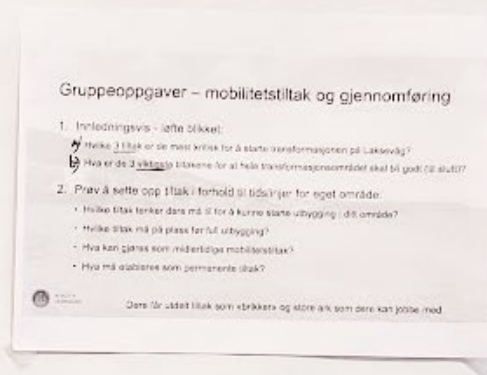 Gruppeoppgaver – mobilitetstiltak og gjennomføring
1. Innledningsvis - løfte blikket:
a) Hvilke 3 tiltak er de mest kritisk for å starte transformasjonen på Laksevåg?
b) Hva er de 3 viktigste tiltakene for at hele transformasjonsområdet skal bli godt (til slutt)?
2. Prøv å sette opp tiltak i forhold til tidslinjer for eget område:
• Hvilke tiltak tenker dere må til for å kunne starte utbygging i ditt område?
• Hvilke tiltak må på plass før full utbygging?
• Hva kan gjøres som midlertidige mobilitetstiltak?
• Hva må etableres som permanente tiltak?
Dere får utdelt tiltak som «brikker» og store ark som dere kan jobbe med